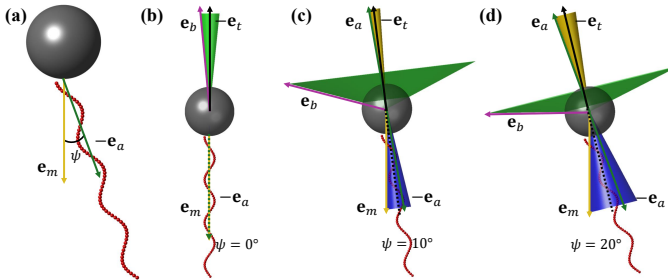 (a)
e_m
ψ
−e_a
(b)
e_b
−e_t
e_m
−e_a
ψ = 0°
(c)
e_a
−e_t
e_b
e_m
−e_a
ψ = 10°
(d)
e_a
−e_t
e_b
e_m
−e_a
ψ = 20°